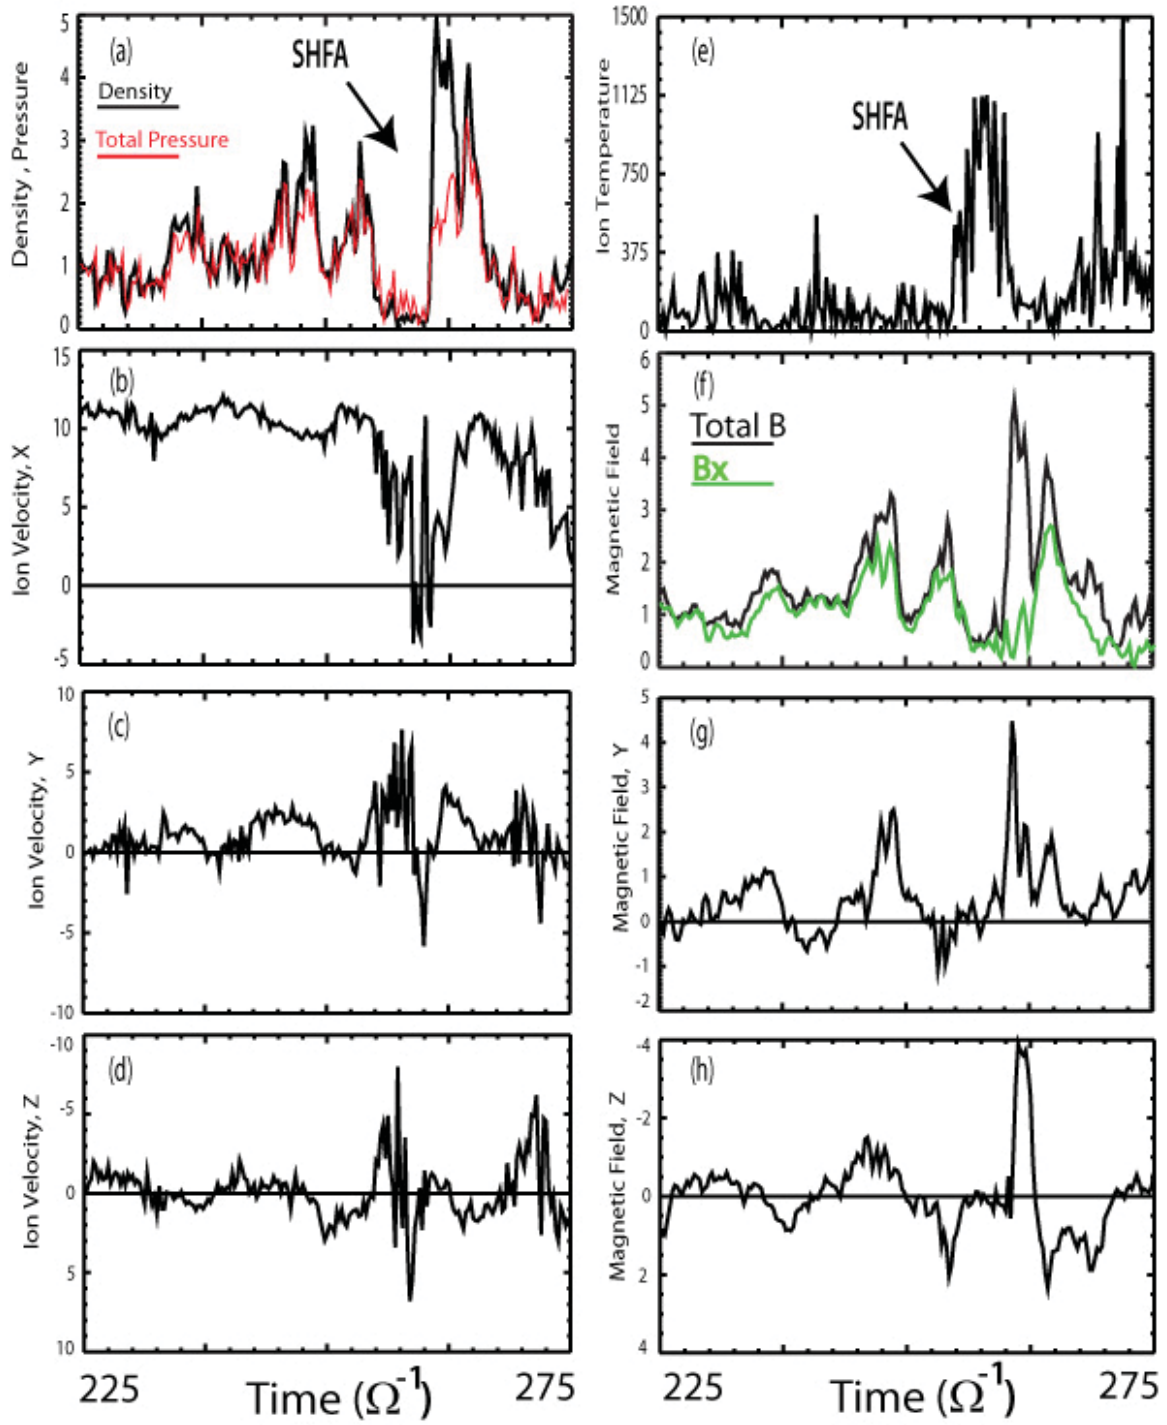 (a)
SHFA
Density
Total Pressure
Density , Pressure
5
4
3
2
1
0
(e)
SHFA
Ion Temperature
1500
1125
750
375
0
(b)
Ion Velocity, X
15
10
5
0
-5
(f)
Total B
Bx
Magnetic Field
6
5
4
3
2
1
0
(c)
Ion Velocity, Y
10
5
0
-5
-10
(g)
Magnetic Field, Y
5
4
3
2
1
0
-1
-2
(d)
Ion Velocity, Z
-10
-5
0
5
10
(h)
Magnetic Field, Z
-4
-2
0
2
4
225 Time (Ω⁻¹) 275
225 Time (Ω⁻¹) 275